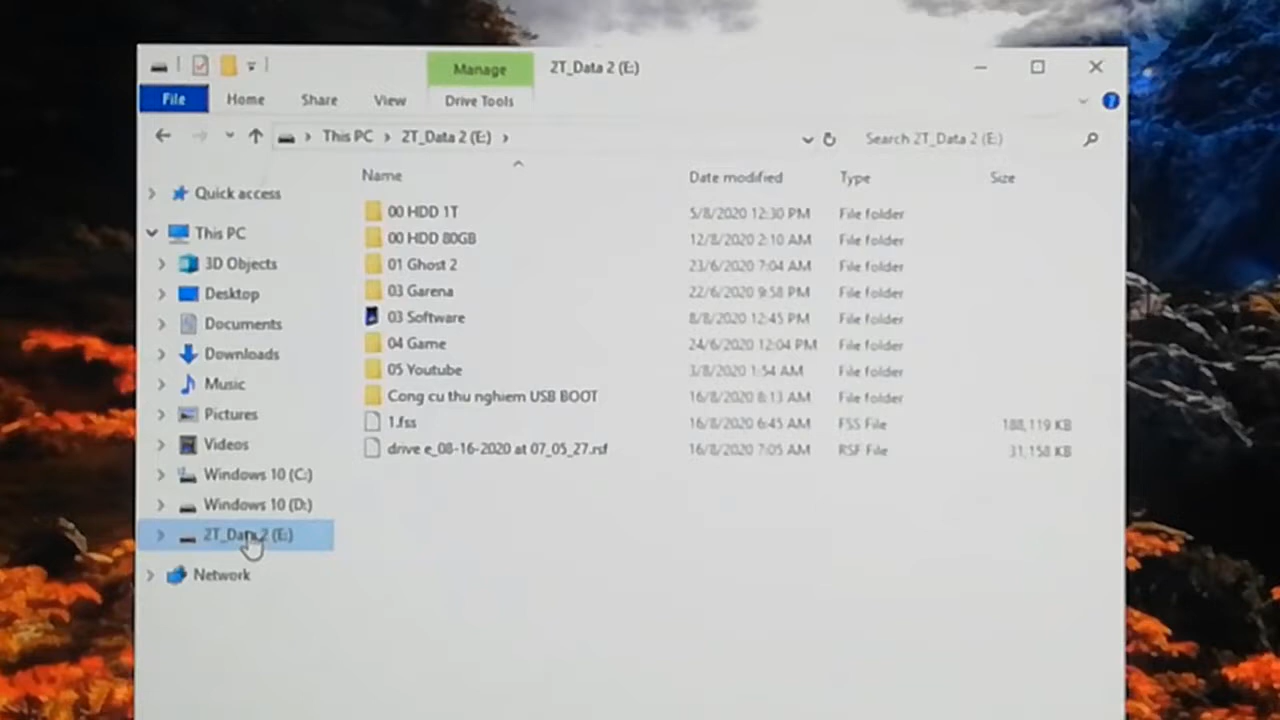 Manage 2T_Data 2 (E:)
File Home Share View Drive Tools
This PC 2T_Data 2 (E:) Search 2T_Data 2 (E:)
Name Date modified Type Size
Quick access
This PC
3D Objects
Desktop
Documents
Downloads
Music
Pictures
Videos
Windows 10 (C:)
Windows 10 (D:)
2T_Data 2 (E:)
Network
00 HDD 1T 5/8/2020 12:30 PM File folder
00 HDD 80GB 12/8/2020 2:10 AM File folder
01 Ghost 2 23/6/2020 7:04 AM File folder
03 Garena 22/6/2020 9:58 PM File folder
03 Software 8/8/2020 12:45 PM File folder
04 Game 24/6/2020 12:04 PM File folder
05 Youtube 3/8/2020 1:54 AM File folder
Cong cu thu nghiem USB BOOT 16/8/2020 8:13 AM File folder
1.fss 16/8/2020 6:45 AM FSS File 188,119 KB
drive e_08-16-2020 at 07_05_27.rsf 16/8/2020 7:05 AM RSF File 31,158 KB